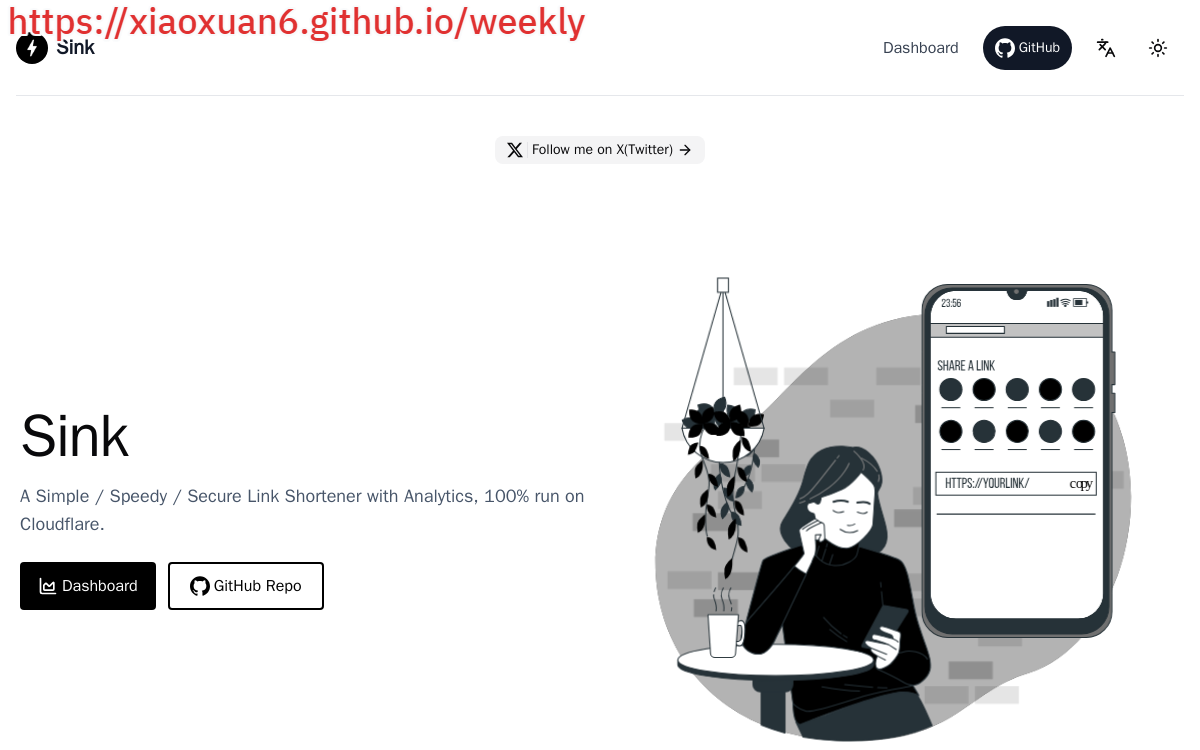 https://xiaoxuan6.github.io/weekly
Sink
Dashboard
GitHub
Follow me on X(Twitter)
23:56
SHARE A LINK
HTTPS://YOURLINK/
copy
Sink
A Simple / Speedy / Secure Link Shortener with Analytics, 100% run on
Cloudflare.
Dashboard
GitHub Repo